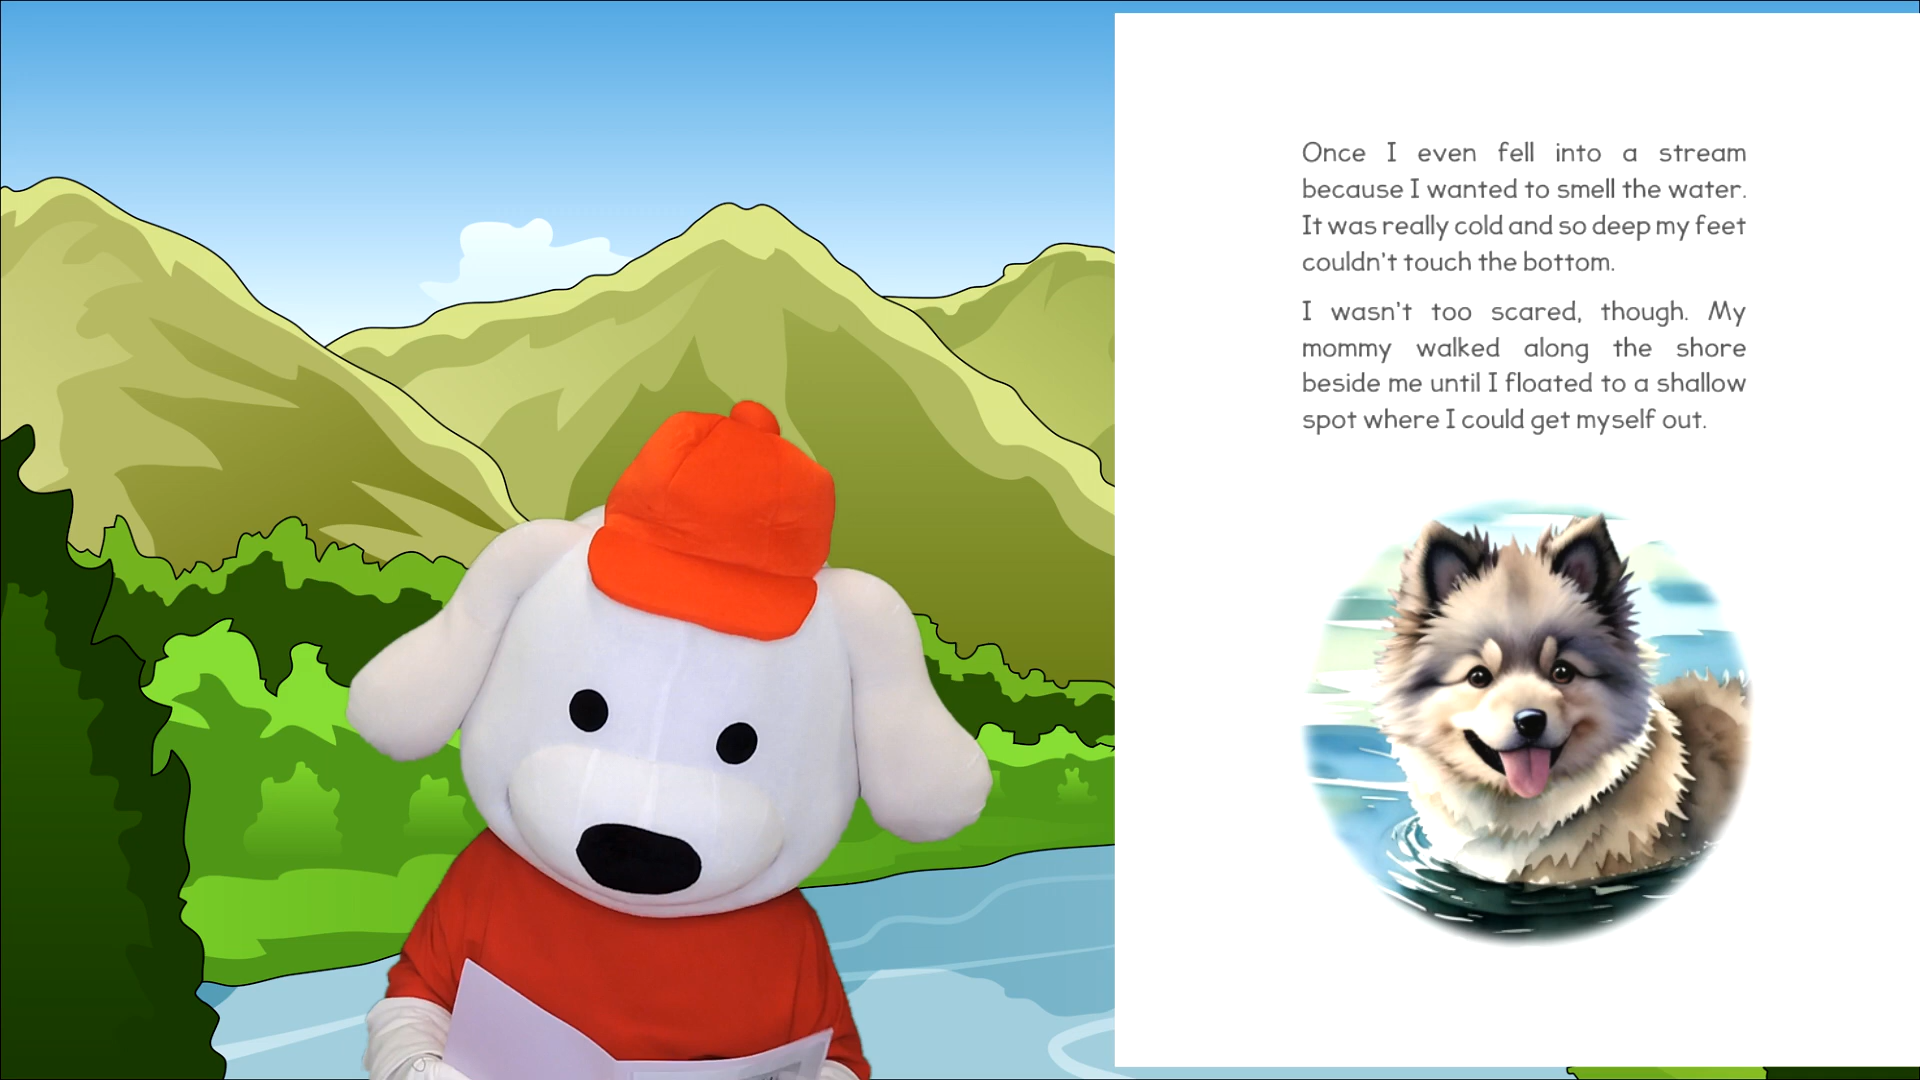 Once I even fell into a stream
because I wanted to smell the water.
It was really cold and so deep my feet
couldn't touch the bottom.
I wasn't too scared, though. My
mommy walked along the shore
beside me until I floated to a shallow
spot where I could get myself out.